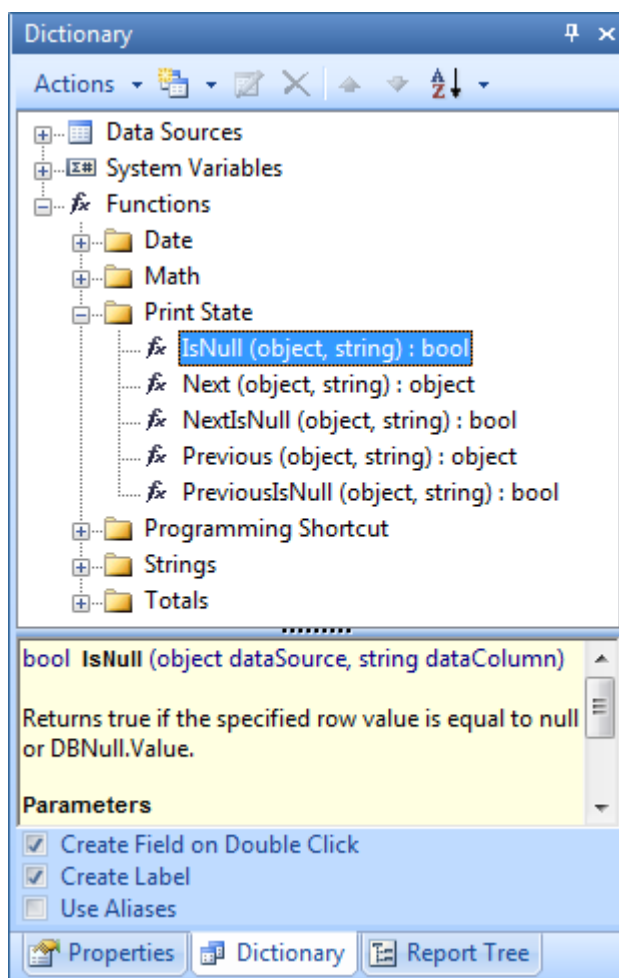 Dictionary
Actions
Data Sources
System Variables
Functions
Date
Math
Print State
IsNull (object, string) : bool
Next (object, string) : object
NextIsNull (object, string) : bool
Previous (object, string) : object
PreviousIsNull (object, string) : bool
Programming Shortcut
Strings
Totals
bool IsNull (object dataSource, string dataColumn)
Returns true if the specified row value is equal to null
or DBNull.Value.
Parameters
Create Field on Double Click
Create Label
Use Aliases
Properties Dictionary Report Tree